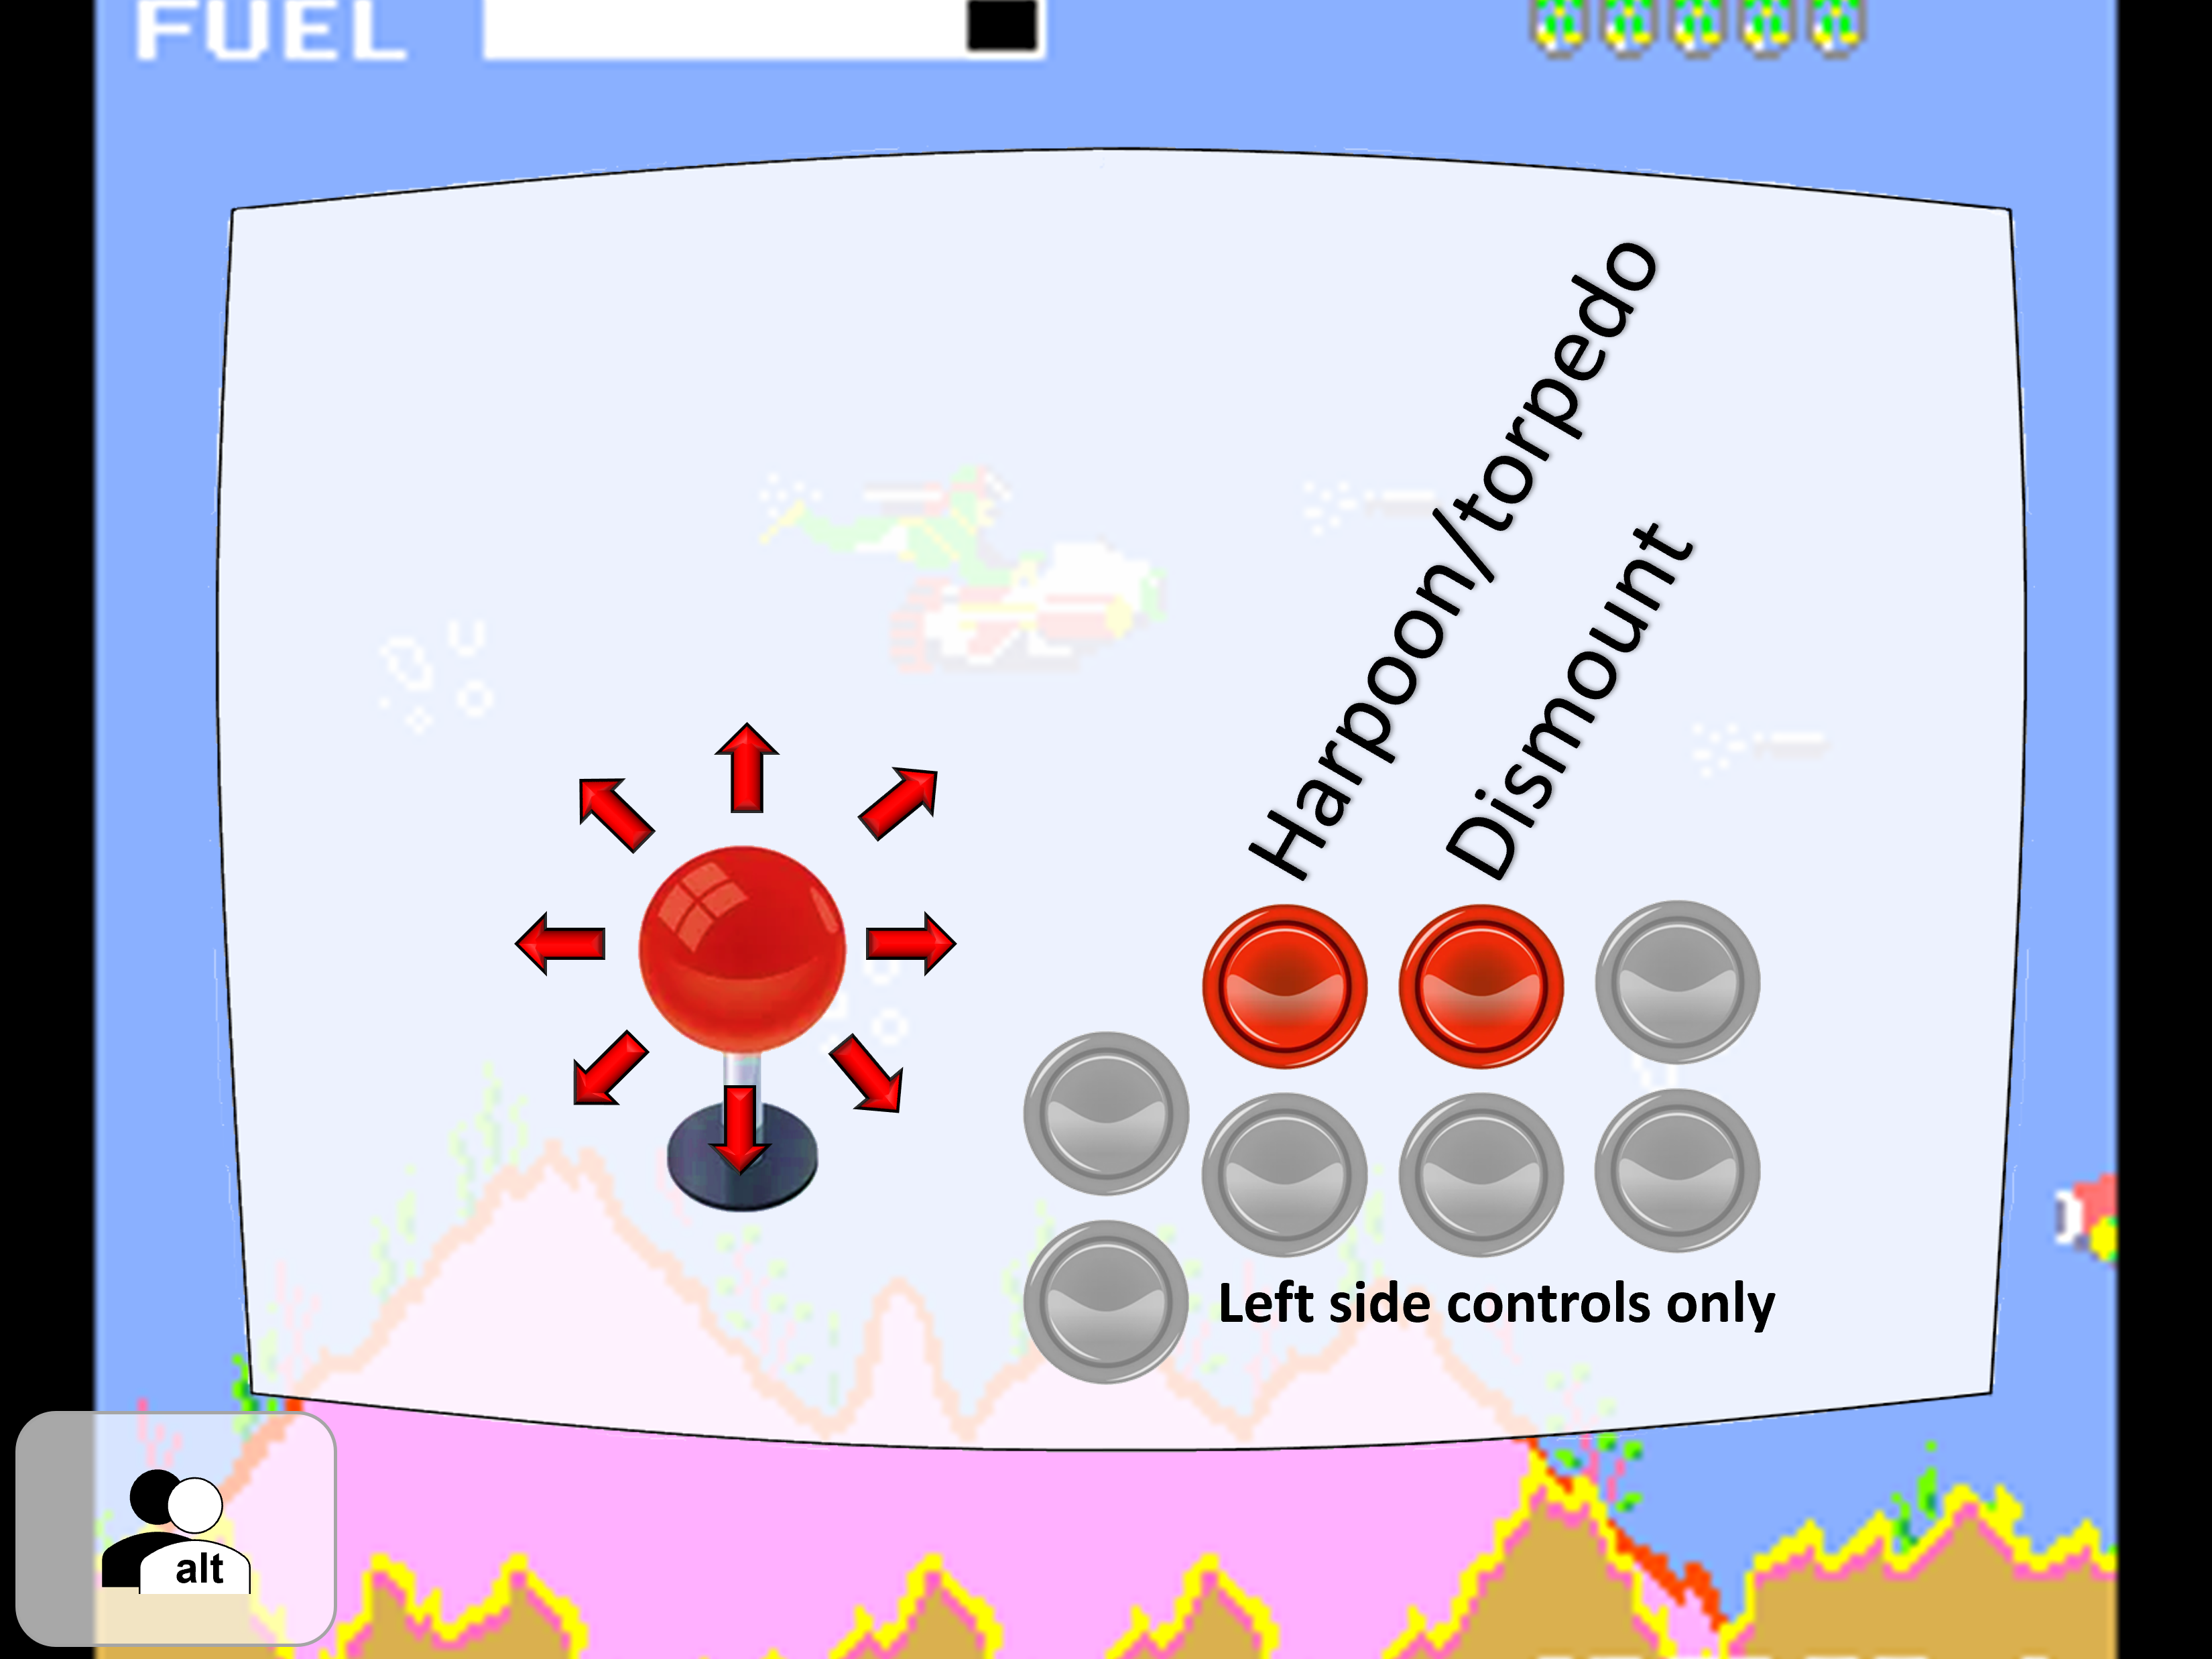 FUEL
Harpoon/torpedo
Dismount
Left side controls only
alt